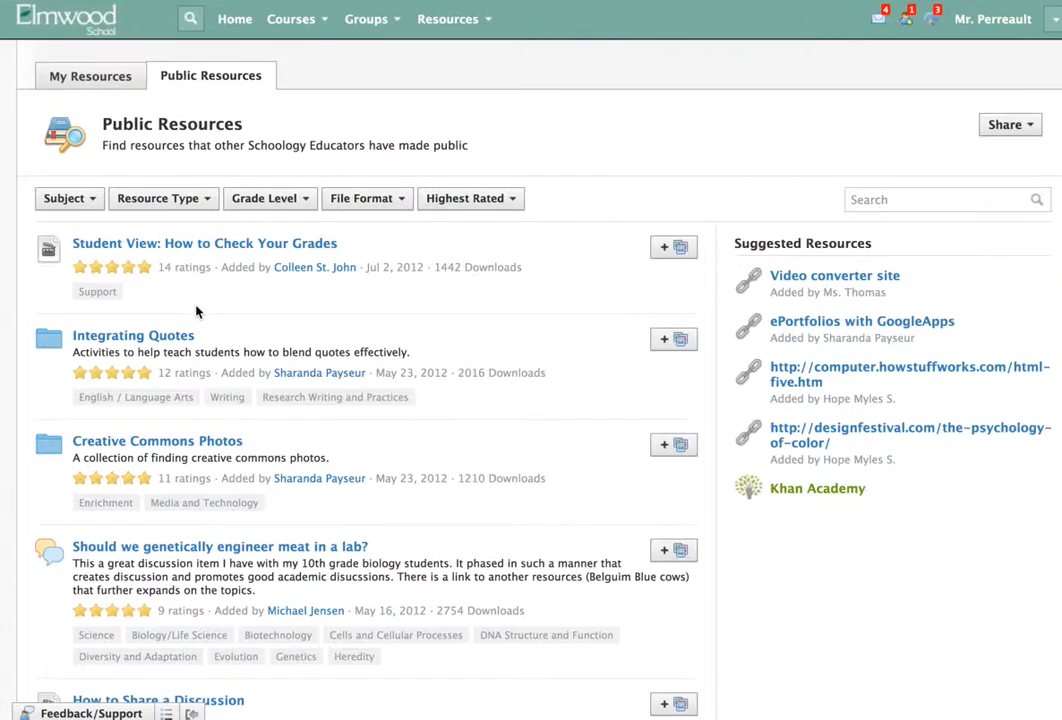 Elmwood
School
Home Courses Groups Resources
4 1 3 Mr. Perreault
My Resources Public Resources
Public Resources
Find resources that other Schoology Educators have made public
Share
Subject Resource Type Grade Level File Format Highest Rated
Search
Student View: How to Check Your Grades
14 ratings · Added by Colleen St. John · Jul 2, 2012 · 1442 Downloads
Support
Integrating Quotes
Activities to help teach students how to blend quotes effectively.
12 ratings · Added by Sharanda Payseur · May 23, 2012 · 2016 Downloads
English / Language Arts Writing Research Writing and Practices
Creative Commons Photos
A collection of finding creative commons photos.
11 ratings · Added by Sharanda Payseur · May 23, 2012 · 1210 Downloads
Enrichment Media and Technology
Should we genetically engineer meat in a lab?
This a great discussion item I have with my 10th grade biology students. It phased in such a manner that
creates discussion and promotes good academic disucssions. There is a link to another resources (Belguim Blue cows)
that further expands on the topics.
9 ratings · Added by Michael Jensen · May 16, 2012 · 2754 Downloads
Science Biology/Life Science Biotechnology Cells and Cellular Processes DNA Structure and Function
Diversity and Adaptation Evolution Genetics Heredity
How to Share a Discussion
Feedback/Support
Suggested Resources
Video converter site
Added by Ms. Thomas
ePortfolios with GoogleApps
Added by Sharanda Payseur
http://computer.howstuffworks.com/html-
five.htm
Added by Hope Myles S.
http://designfestival.com/the-psychology-
of-color/
Added by Hope Myles S.
Khan Academy